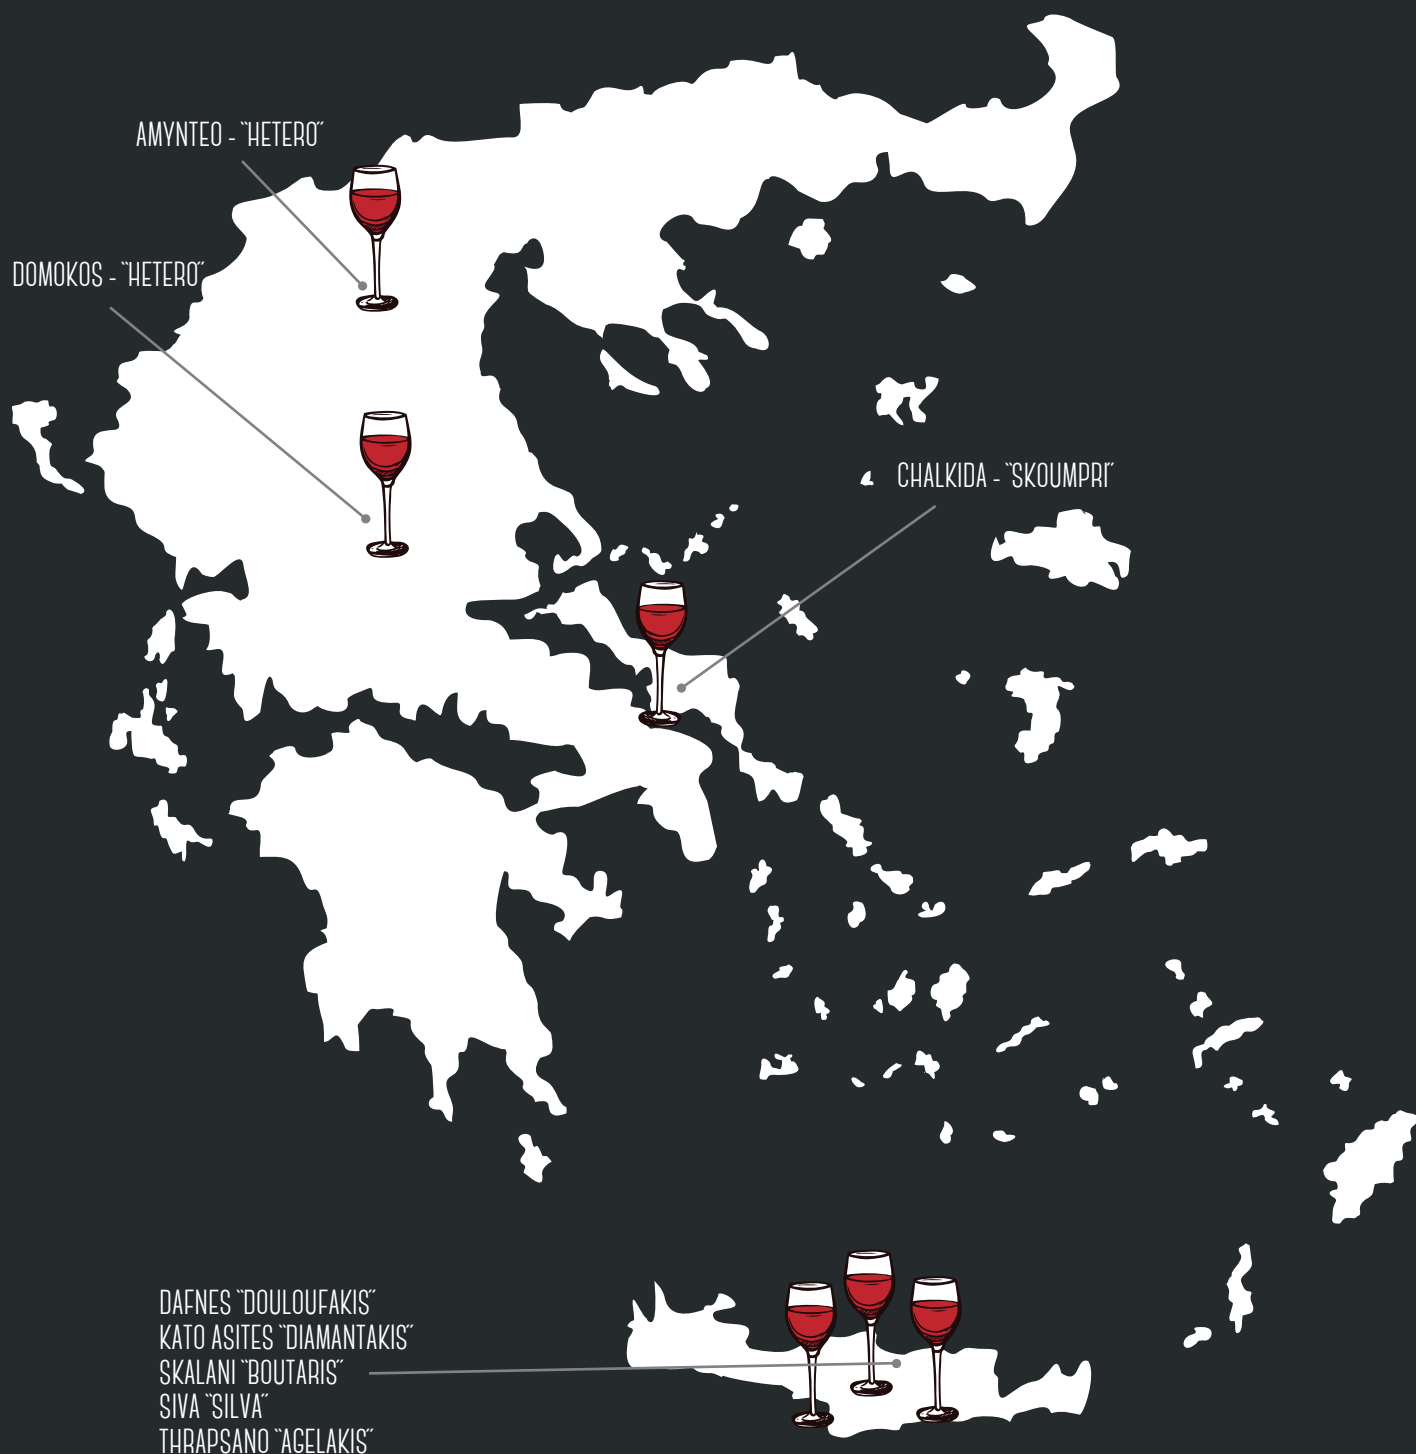 AMYNTEO - "HETERO"
DOMOKOS - "HETERO"
CHALKIDA - "SKOUMPRI"
DAFNES "DOULOUFAKIS"
KATO ASITES "DIAMANTAKIS"
SKALANI "BOUTARIS"
SIVA "SILVA"
THRAPSANO "AGELAKIS"